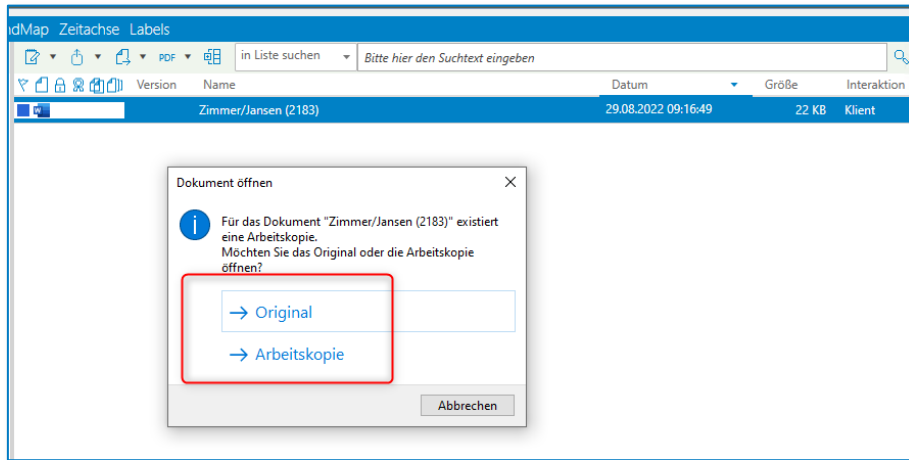 ndMap Zeitachse Labels
PDF in Liste suchen Bitte hier den Suchtext eingeben
Version Name Datum Größe Interaktion
W Zimmer/Jansen (2183) 29.08.2022 09:16:49 22 KB Klient
Dokument öffnen
i Für das Dokument "Zimmer/Jansen (2183)" existiert
eine Arbeitskopie.
Möchten Sie das Original oder die Arbeitskopie
öffnen?
→ Original
→ Arbeitskopie
Abbrechen